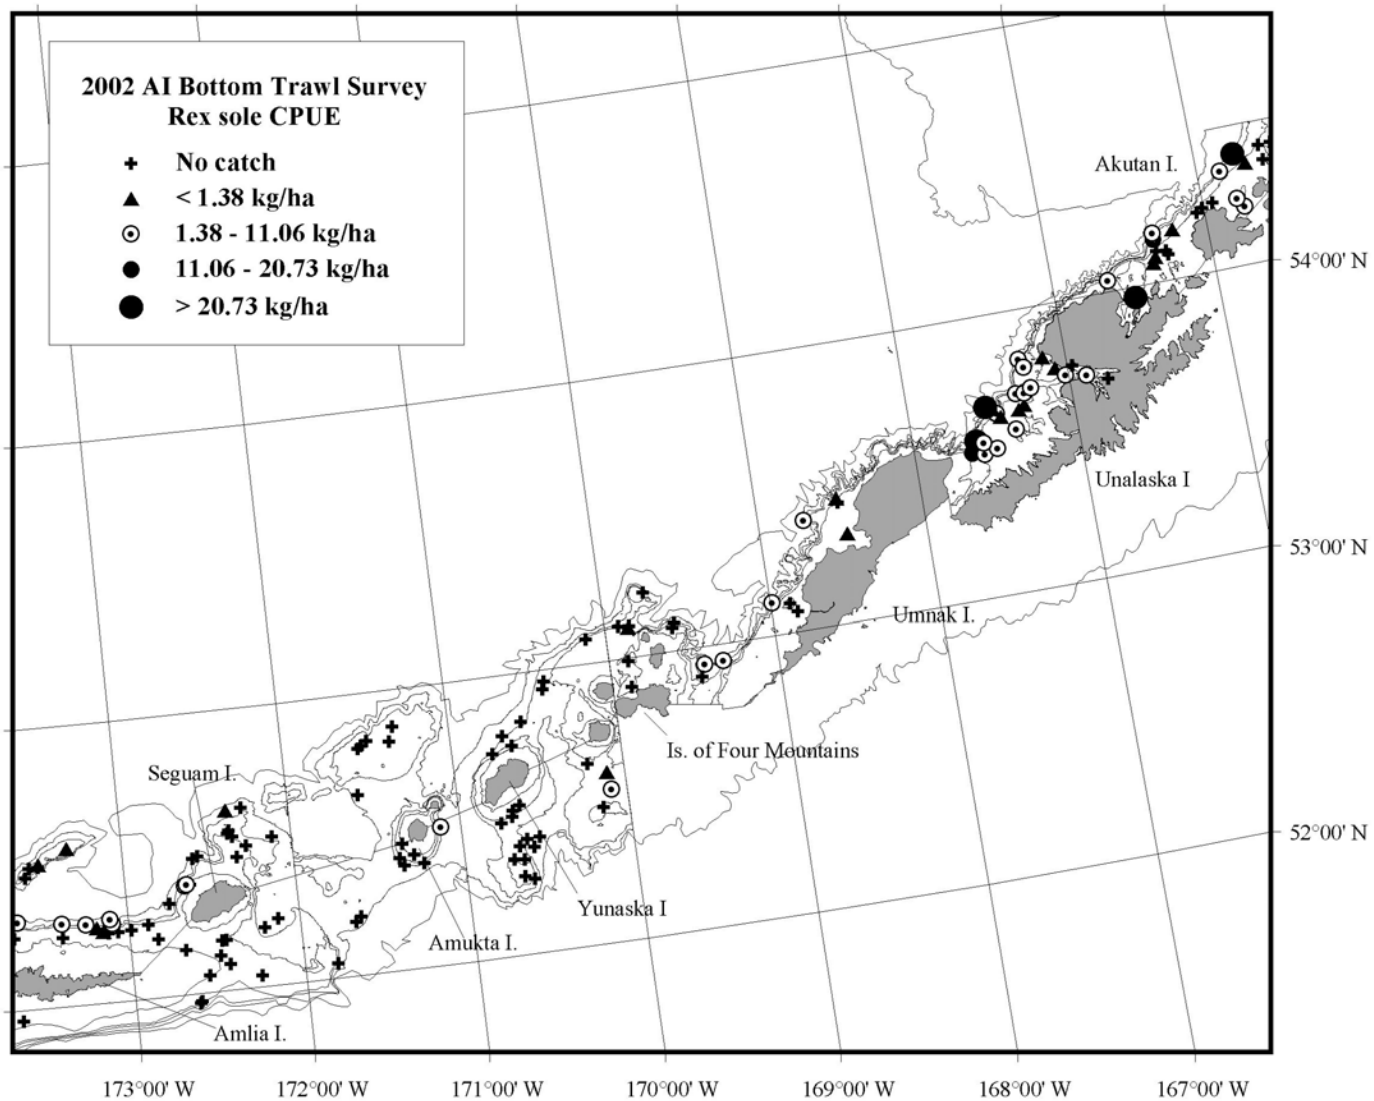 2002 AI Bottom Trawl Survey
Rex sole CPUE
No catch
< 1.38 kg/ha
1.38 - 11.06 kg/ha
11.06 - 20.73 kg/ha
> 20.73 kg/ha
Akutan I.
54°00' N
Unalaska I
53°00' N
Umnak I.
Is. of Four Mountains
Seguam I.
52°00' N
Yunaska I
Amukta I.
Amlia I.
173°00' W
172°00' W
171°00' W
170°00' W
169°00' W
168°00' W
167°00' W